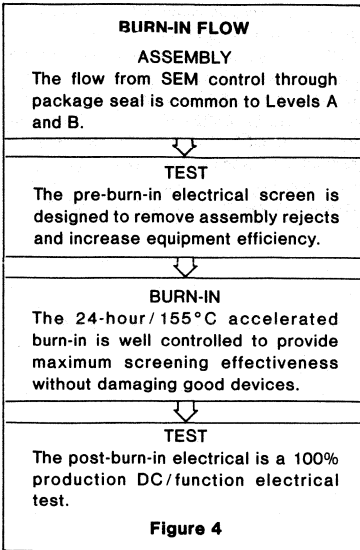 BURN-IN FLOW
ASSEMBLY
The flow from SEM control through
package seal is common to Levels A
and B.
TEST
The pre-burn-in electrical screen is
designed to remove assembly rejects
and increase equipment efficiency.
BURN-IN
The 24-hour/155°C accelerated
burn-in is well controlled to provide
maximum screening effectiveness
without damaging good devices.
TEST
The post-burn-in electrical is a 100%
production DC/function electrical
test.
Figure 4